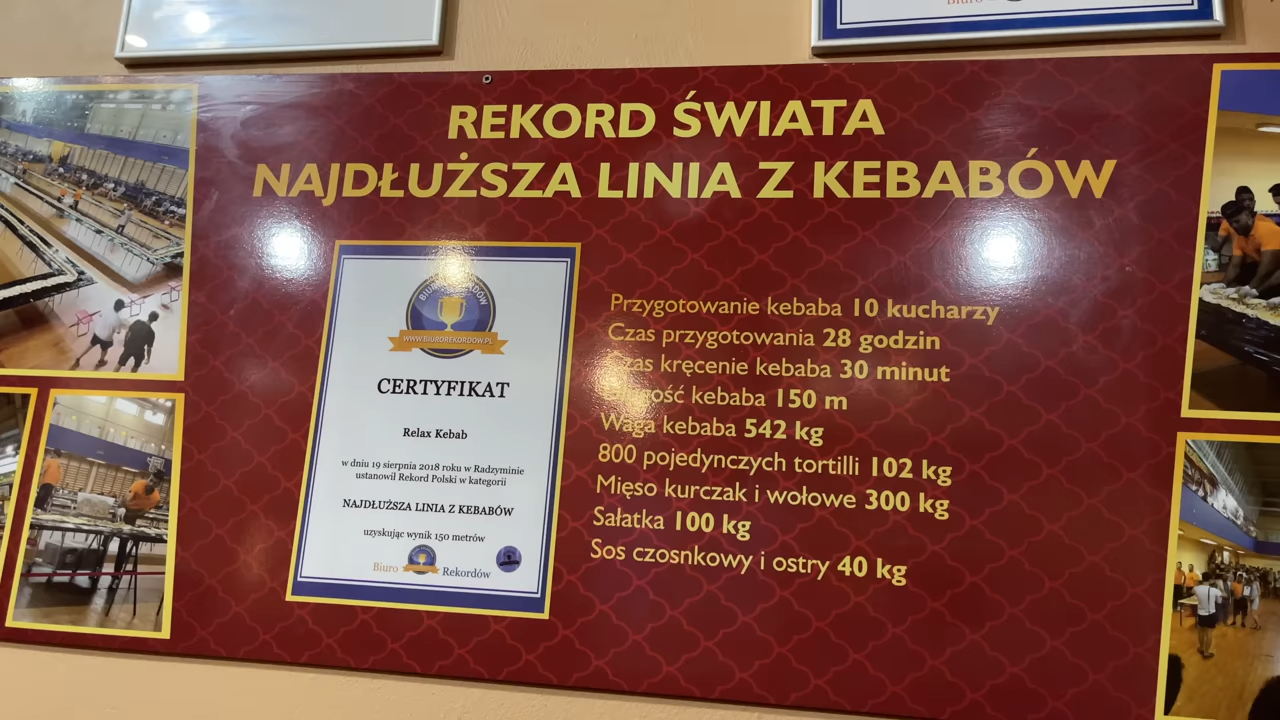 Biuro
REKORD ŚWIATA
NAJDŁUŻSZA LINIA Z KEBABÓW
BIURO REKORDÓW
WWW.BIUROREKORDOW.PL
CERTYFIKAT
Relax Kebab
w dniu 19 sierpnia 2018 roku w Radzyminie
ustanowił Rekord Polski w kategorii
NAJDŁUŻSZA LINIA Z KEBABÓW
uzyskując wynik 150 metrów
Biuro Rekordów
Przygotowanie kebaba 10 kucharzy
Czas przygotowania 28 godzin
Czas kręcenie kebaba 30 minut
kebaba 150 m
Waga kebaba 542 kg
800 pojedynczych tortilli 102 kg
Mięso kurczak i wołowe 300 kg
Sałatka 100 kg
Sos czosnkowy i ostry 40 kg